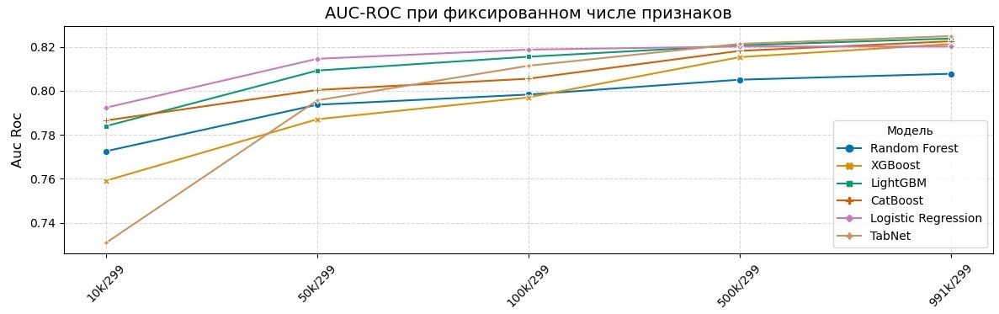 AUC-ROC при фиксированном числе признаков
Auc Roc
0.82
0.80
0.78
0.76
0.74
Модель
Random Forest
XGBoost
LightGBM
CatBoost
Logistic Regression
TabNet
10k/299
50k/299
100k/299
500k/299
991k/299